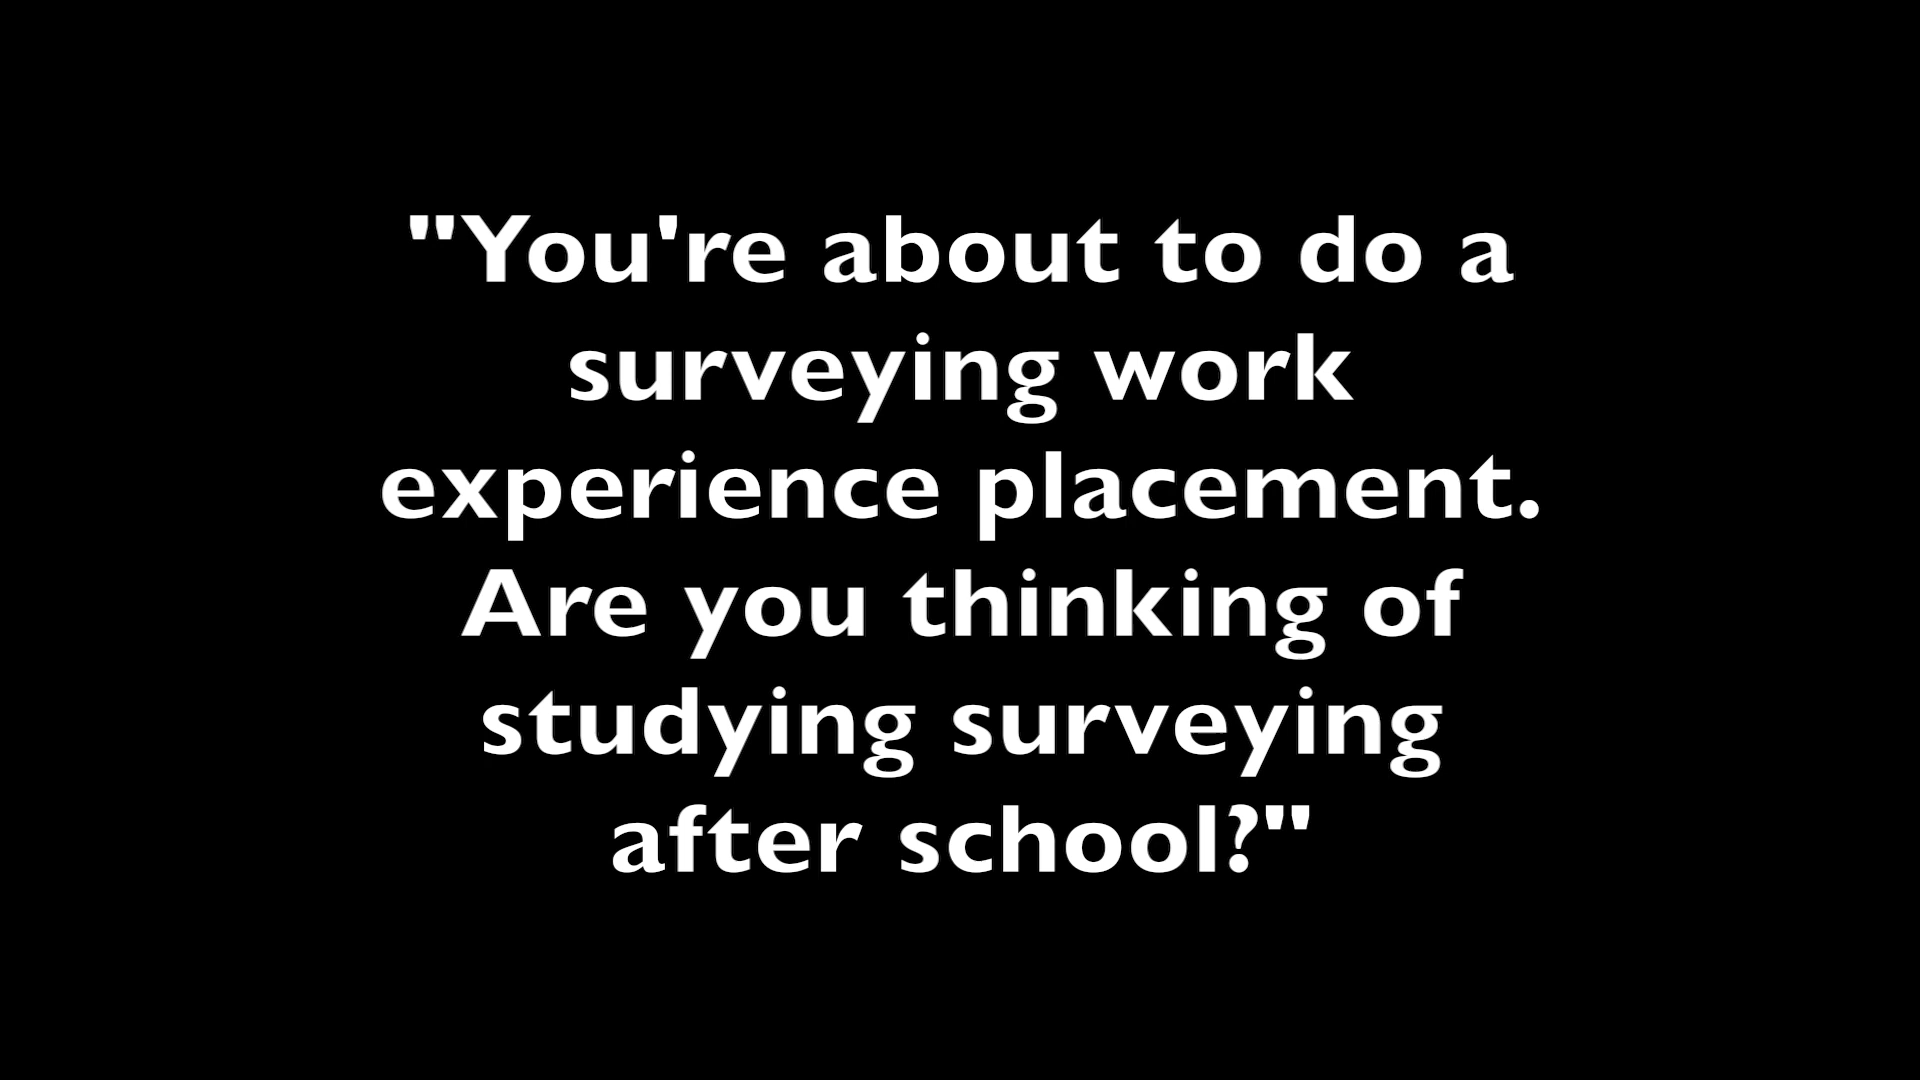 "You're about to do a
surveying work
experience placement.
Are you thinking of
studying surveying
after school?"